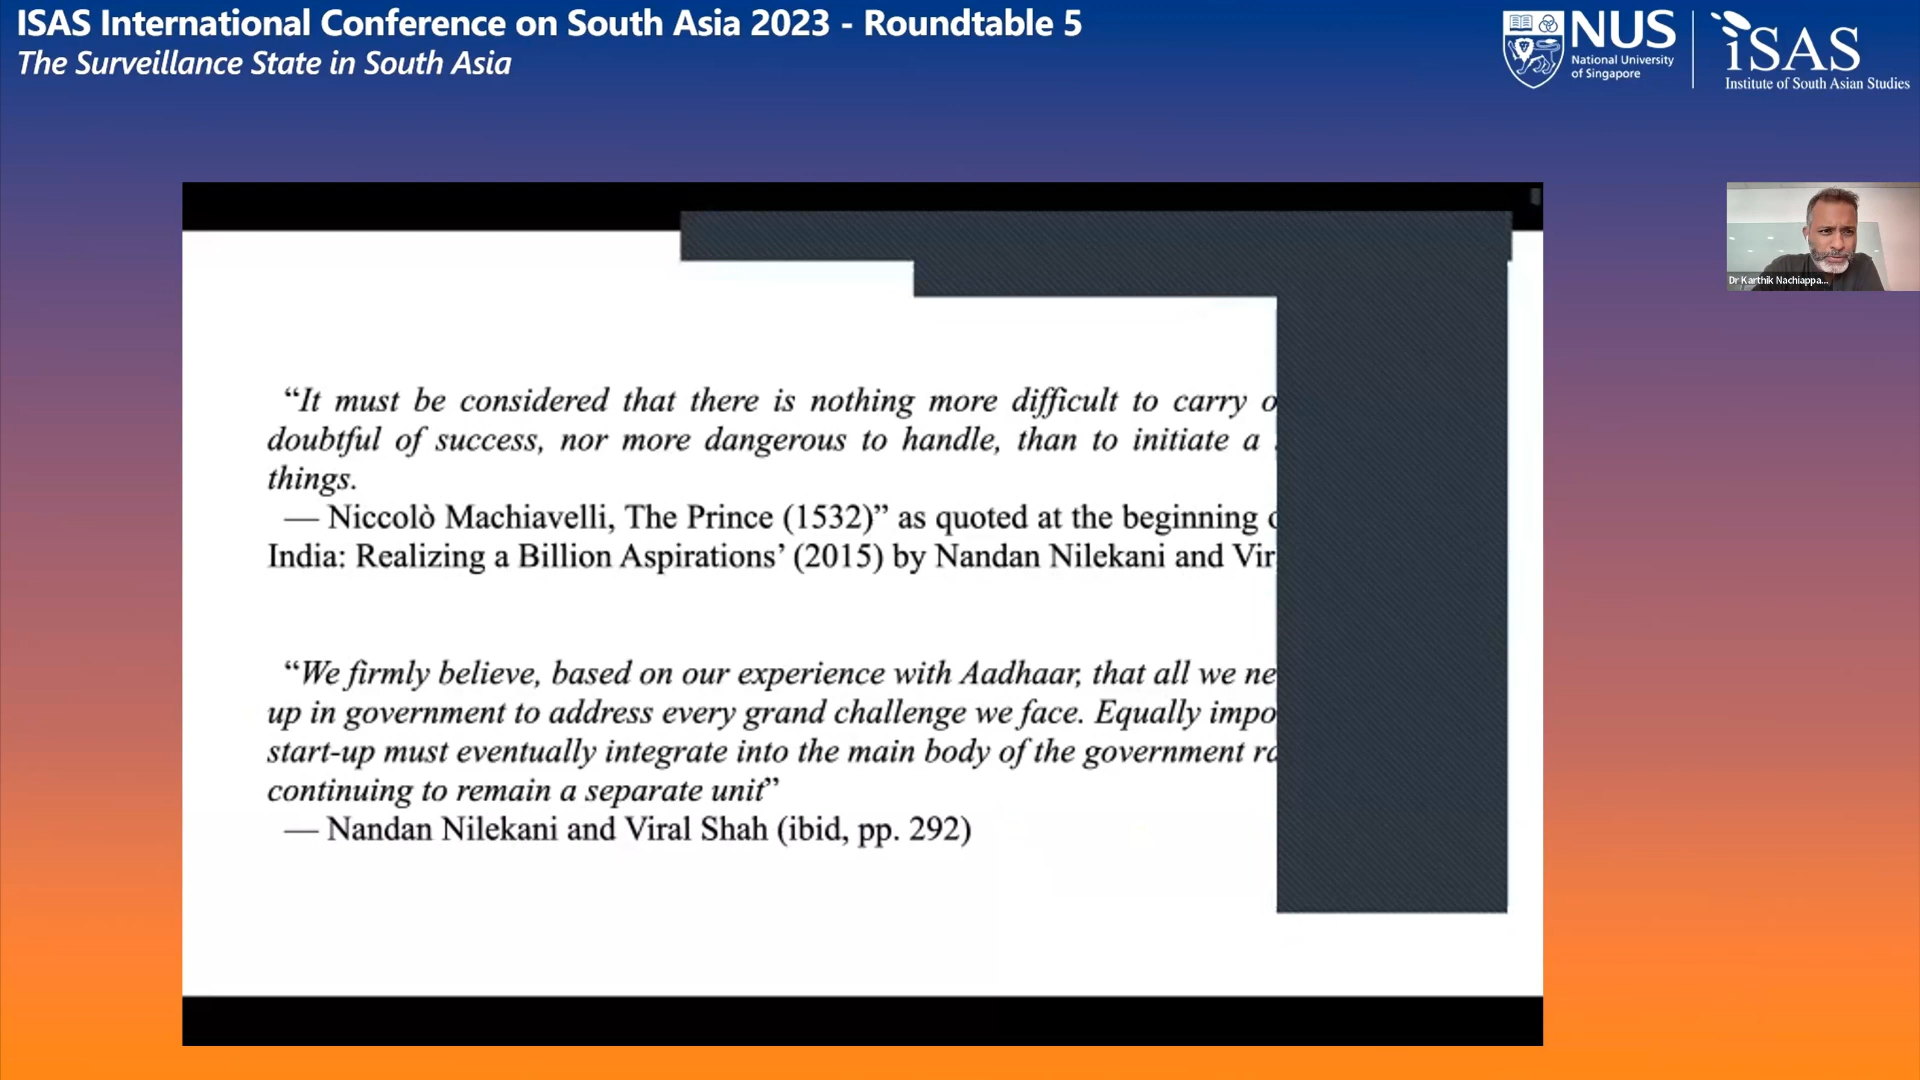 ISAS International Conference on South Asia 2023 - Roundtable 5
The Surveillance State in South Asia
NUS
National University
of Singapore
iSAS
Institute of South Asian Studies
Dr Karthik Nachiappa...
“It must be considered that there is nothing more difficult to carry
doubtful of success, nor more dangerous to handle, than to initiate a
things.
— Niccolò Machiavelli, The Prince (1532)” as quoted at the beginning
India: Realizing a Billion Aspirations’ (2015) by Nandan Nilekani and
“We firmly believe, based on our experience with Aadhaar, that all we
up in government to address every grand challenge we face. Equally
start-up must eventually integrate into the main body of the government
continuing to remain a separate unit”
— Nandan Nilekani and Viral Shah (ibid, pp. 292)